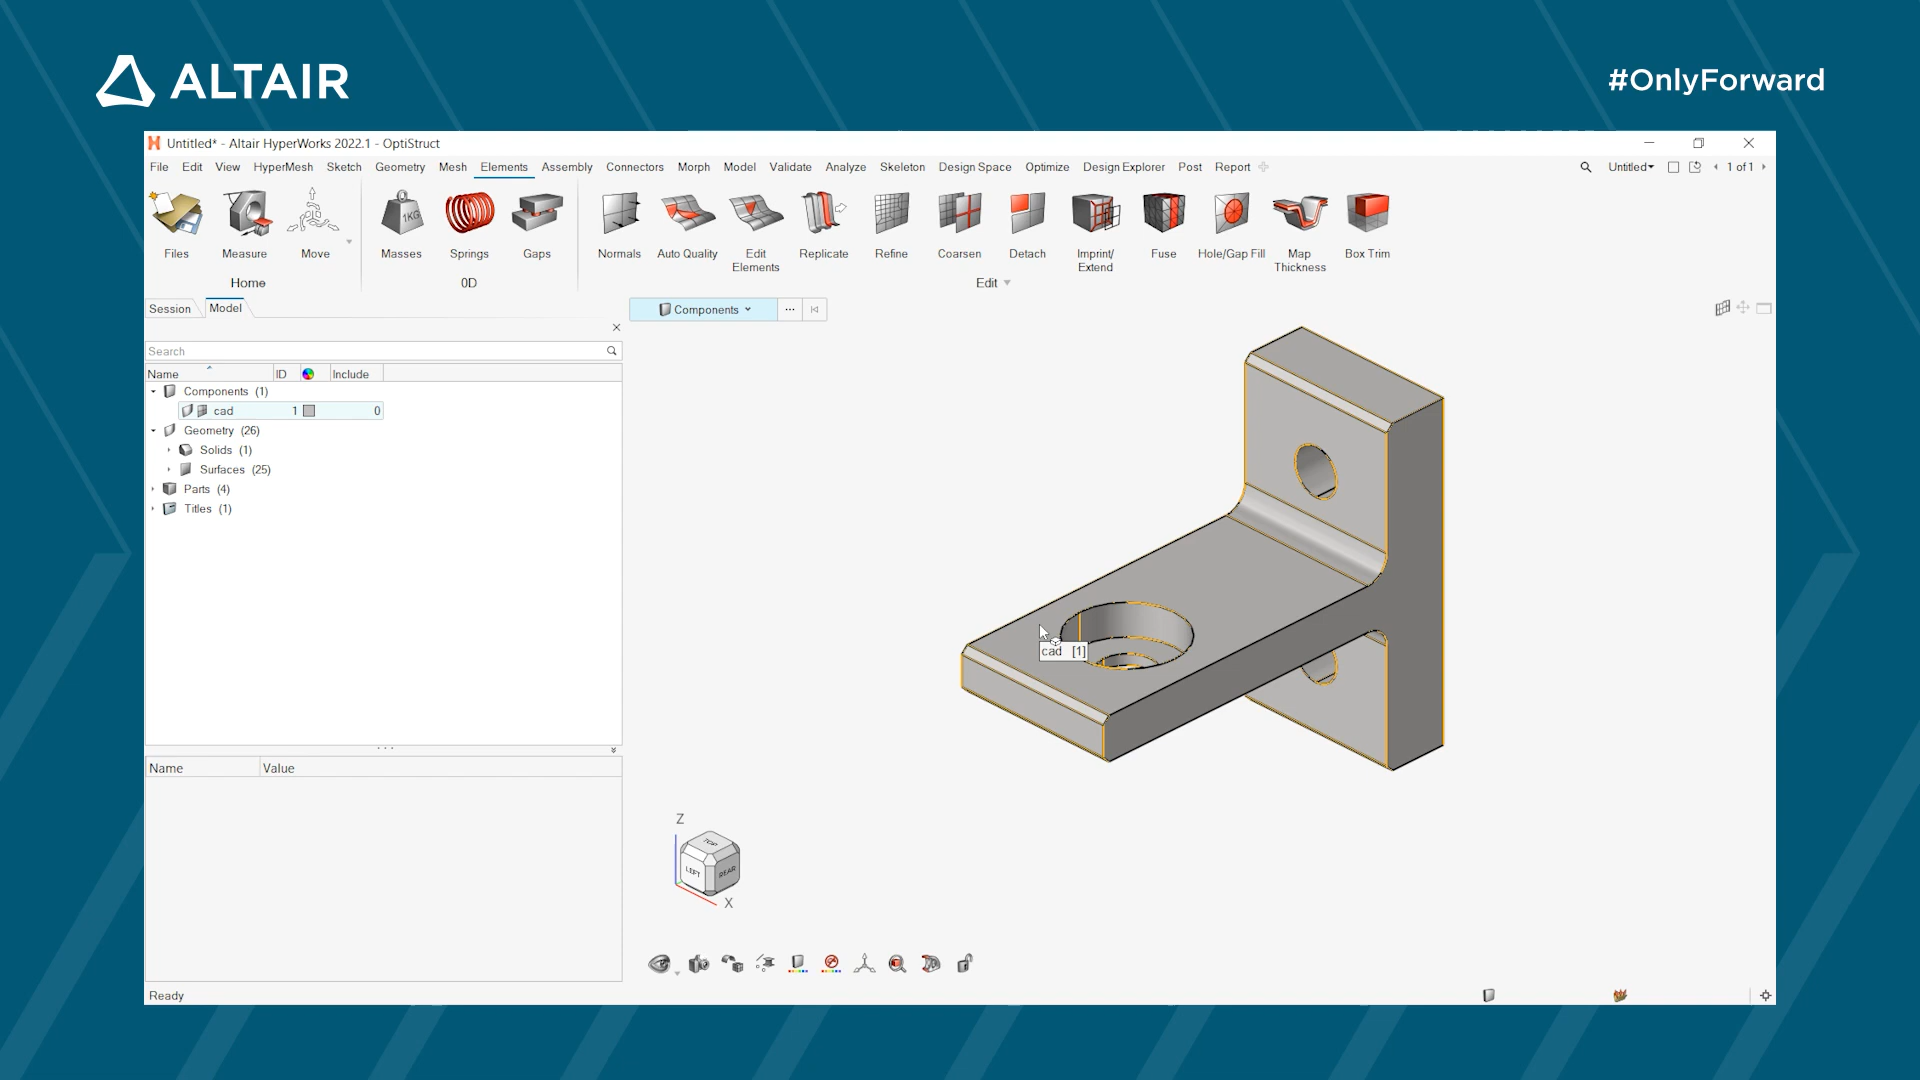 ALTAIR
#OnlyForward
Untitled* - Altair HyperWorks 2022.1 - OptiStruct
File Edit View HyperMesh Sketch Geometry Mesh Elements Assembly Connectors Morph Model Validate Analyze Skeleton Design Space Optimize Design Explorer Post Report Untitled 1 of 1
1KG
Files Measure Move Masses Springs Gaps Normals Auto Quality Edit Elements Replicate Refine Coarsen Detach Imprint/ Extend Fuse Hole/Gap Fill Map Thickness Box Trim
Home 0D Edit
Session Model
Components
Search
Name ID Include
Components (1)
cad 1 0
Geometry (26)
Solids (1)
Surfaces (25)
Parts (4)
Titles (1)
cad [1]
Name Value
Z
TOP
LEFT REAR
X
Ready